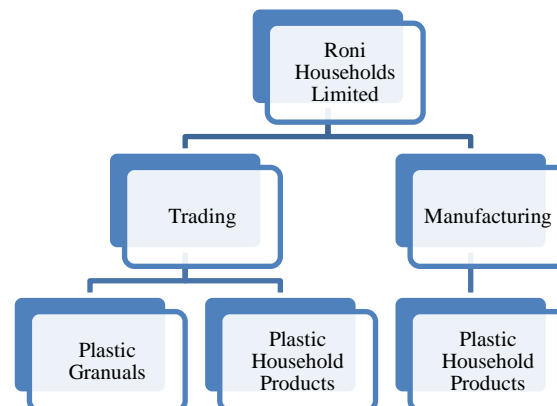 Roni
Households
Limited
Trading
Manufacturing
Plastic
Granuals
Plastic
Household
Products
Plastic
Household
Products